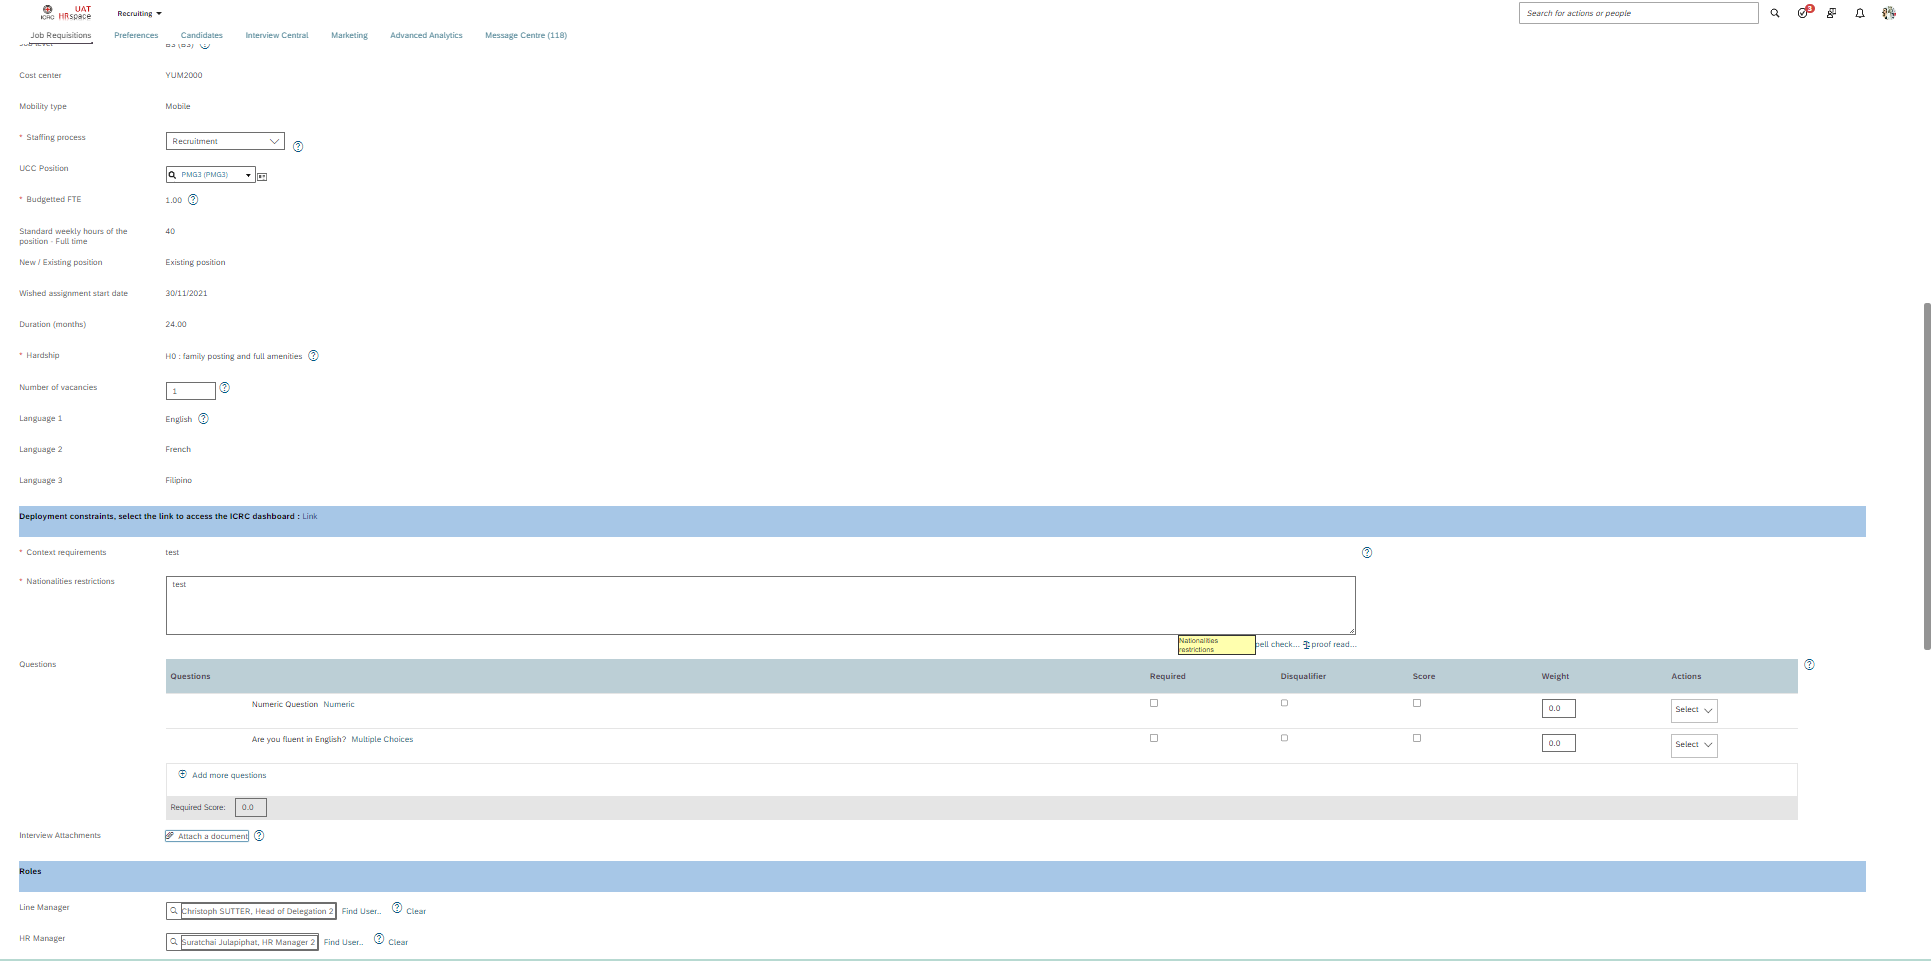 ICRC
UAT
HRspace
Recruiting
Search for actions or people
3
Job Requisitions Preferences Candidates Interview Central Marketing Advanced Analytics Message Centre (118)
Cost center YUM2000
Mobility type Mobile
* Staffing process Recruitment
UCC Position PMG3 (PMG3)
* Budgetted FTE 1.00
Standard weekly hours of the
position - Full time
40
New / Existing position Existing position
Wished assignment start date 30/11/2021
Duration (months) 24.00
* Hardship H0 : family posting and full amenities
Number of vacancies 1
Language 1 English
Language 2 French
Language 3 Filipino
Deployment constraints, select the link to access the ICRC dashboard : Link
* Context requirements test
* Nationalities restrictions test
Nationalities
restrictions
pell check... proof read...
Questions
Questions Required Disqualifier Score Weight Actions
Numeric Question Numeric 0.0 Select
Are you fluent in English? Multiple Choices 0.0 Select
Add more questions
Required Score: 0.0
Interview Attachments Attach a document
Roles
Line Manager Christoph SUTTER, Head of Delegation 2 Find User.. Clear
HR Manager Suratchai Julapiphat, HR Manager 2 Find User.. Clear